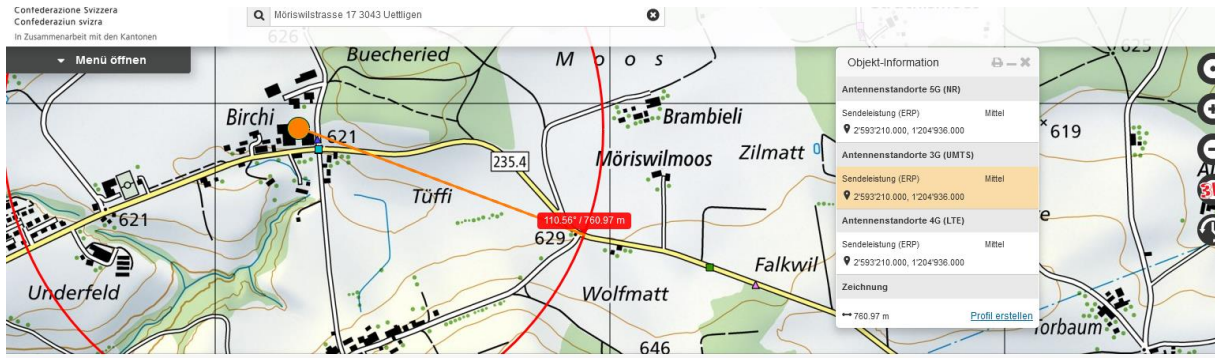 Confederazione Svizzera
Confederaziun svizra
In Zusammenarbeit mit den Kantonen
Möriswilstrasse 17 3043 Uettligen
626
Menü öffnen
Buecheried
Moos
625
Objekt-Information
Antennenstandorte 5G (NR)
Sendeleistung (ERP) Mittel
2'593'210.000, 1'204'936.000
Antennenstandorte 3G (UMTS)
Sendeleistung (ERP) Mittel
2'593'210.000, 1'204'936.000
Antennenstandorte 4G (LTE)
Sendeleistung (ERP) Mittel
2'593'210.000, 1'204'936.000
Zeichnung
760.97 m Profil erstellen
Birchi
621
Brambieli
619
235.4
Möriswilmoos
Zilmatt
Tüffi
621
110.56° / 760.97 m
629
Falkwil
Underfeld
Wolfmatt
Torbaum
646